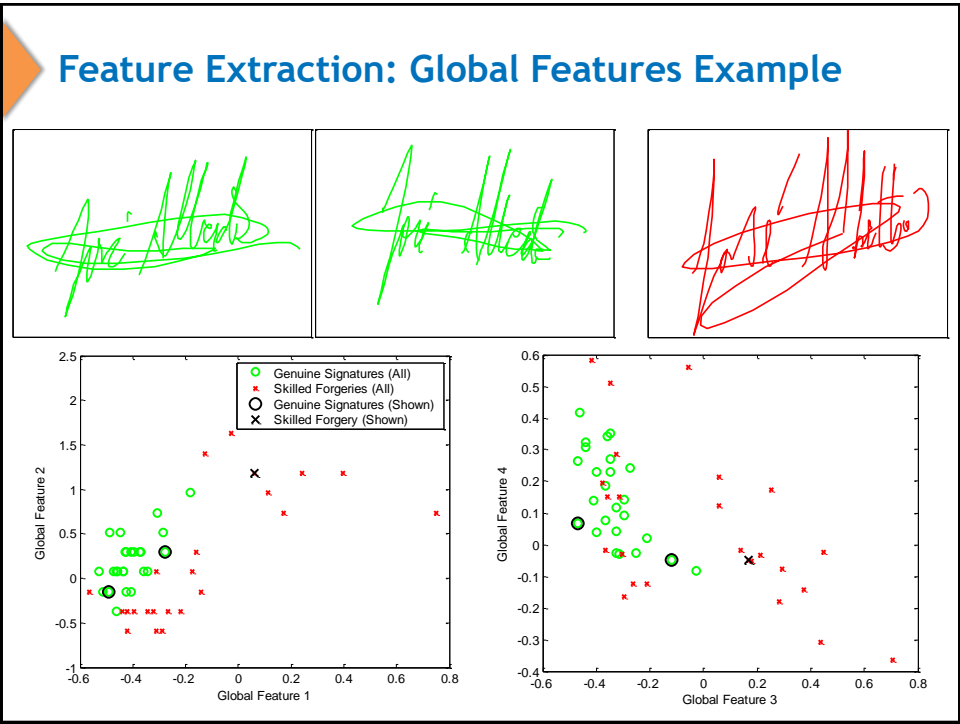 Feature Extraction: Global Features Example
2.5
2
1.5
1
0.5
0
-0.5
-1
-0.6 -0.4 -0.2 0 0.2 0.4 0.6 0.8
Global Feature 1
Global Feature 2
Genuine Signatures (All)
Skilled Forgeries (All)
Genuine Signatures (Shown)
Skilled Forgery (Shown)
0.6
0.5
0.4
0.3
0.2
0.1
0
-0.1
-0.2
-0.3
-0.4
-0.6 -0.4 -0.2 0 0.2 0.4 0.6 0.8
Global Feature 3
Global Feature 4